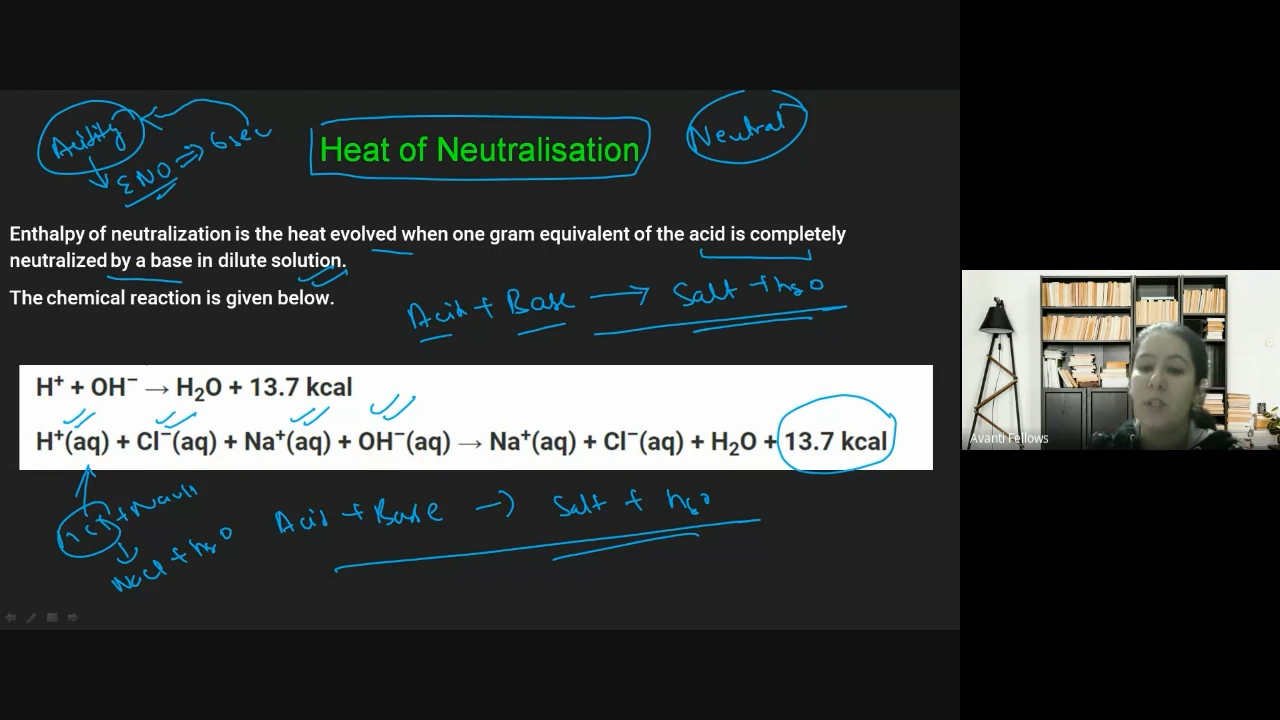 Acidity
ENO => 6 sec
Heat of Neutralisation
Neutral
Enthalpy of neutralization is the heat evolved when one gram equivalent of the acid is completely
neutralized by a base in dilute solution.
The chemical reaction is given below.
Acid + Base → Salt + H₂O
H⁺ + OH⁻ → H₂O + 13.7 kcal
H⁺(aq) + Cl⁻(aq) + Na⁺(aq) + OH⁻(aq) → Na⁺(aq) + Cl⁻(aq) + H₂O + 13.7 kcal
HCl + NaOH
NaCl + H₂O
Acid + Base → Salt + H₂O
Avanti Fellows